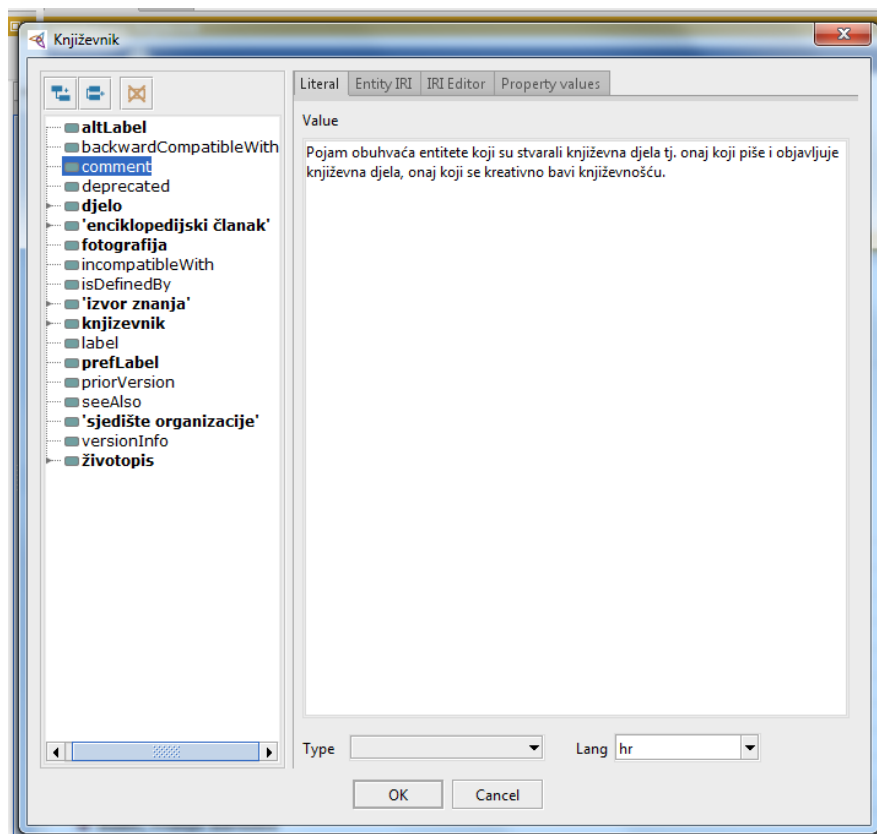 Književnik
Literal Entity IRI IRI Editor Property values
altLabel
backwardCompatibleWith
comment
deprecated
djelo
'enciklopedijski članak'
fotografija
incompatibleWith
isDefinedBy
'izvor znanja'
knjizevnik
label
prefLabel
priorVersion
seeAlso
'sjedište organizacije'
versionInfo
životopis
Value
Pojam obuhvaća entitete koji su stvarali književna djela tj. onaj koji piše i objavljuje
književna djela, onaj koji se kreativno bavi književnošću.
Type Lang hr
OK Cancel